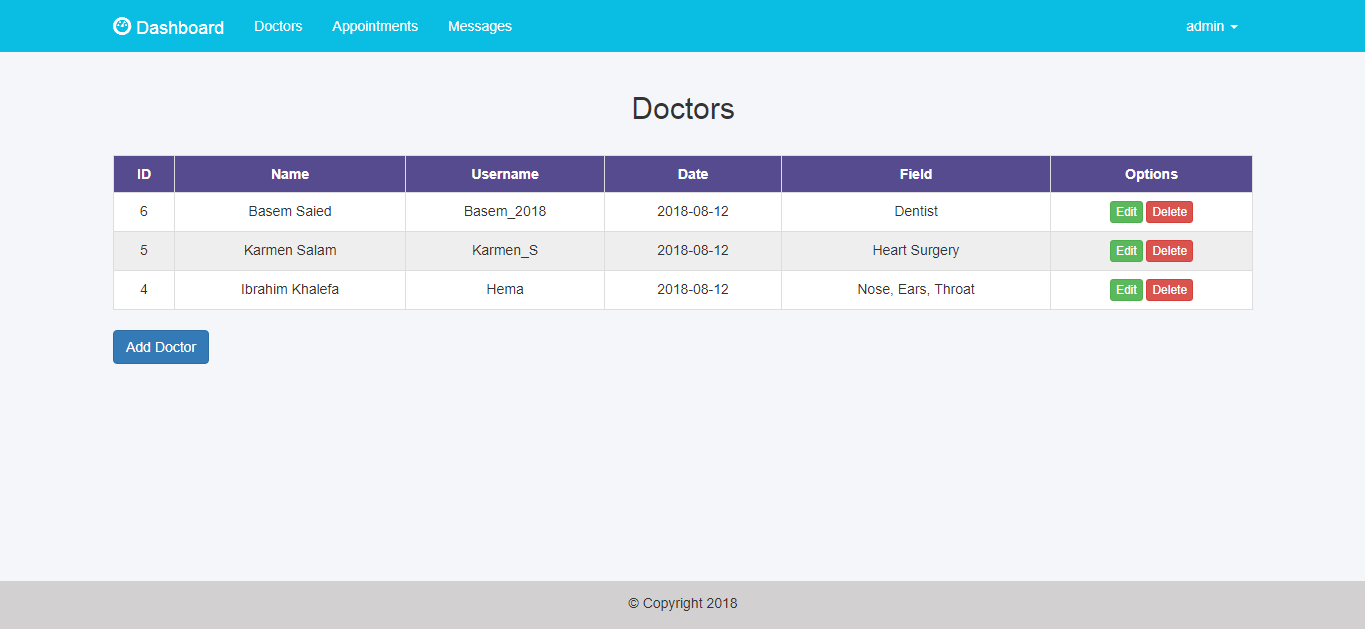 Dashboard Doctors Appointments Messages admin
Doctors
ID Name Username Date Field Options
6 Basem Saied Basem_2018 2018-08-12 Dentist Edit Delete
5 Karmen Salam Karmen_S 2018-08-12 Heart Surgery Edit Delete
4 Ibrahim Khalefa Hema 2018-08-12 Nose, Ears, Throat Edit Delete
Add Doctor
© Copyright 2018